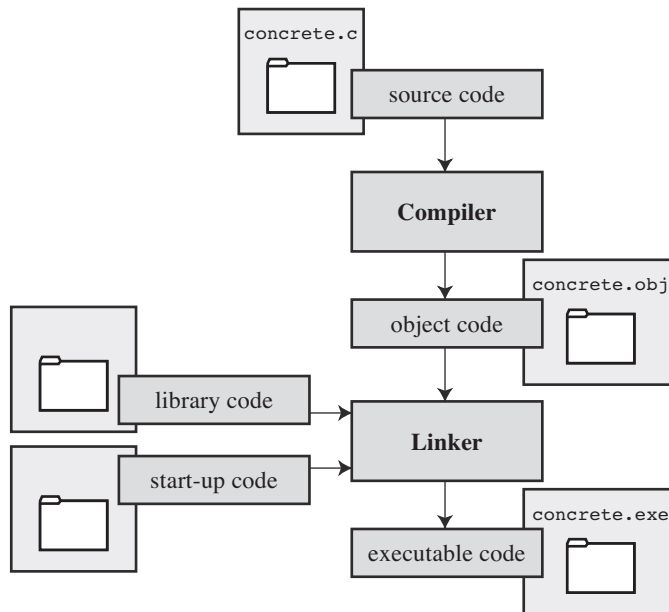 concrete.c
source code
Compiler
concrete.obj
object code
library code
Linker
start-up code
concrete.exe
executable code